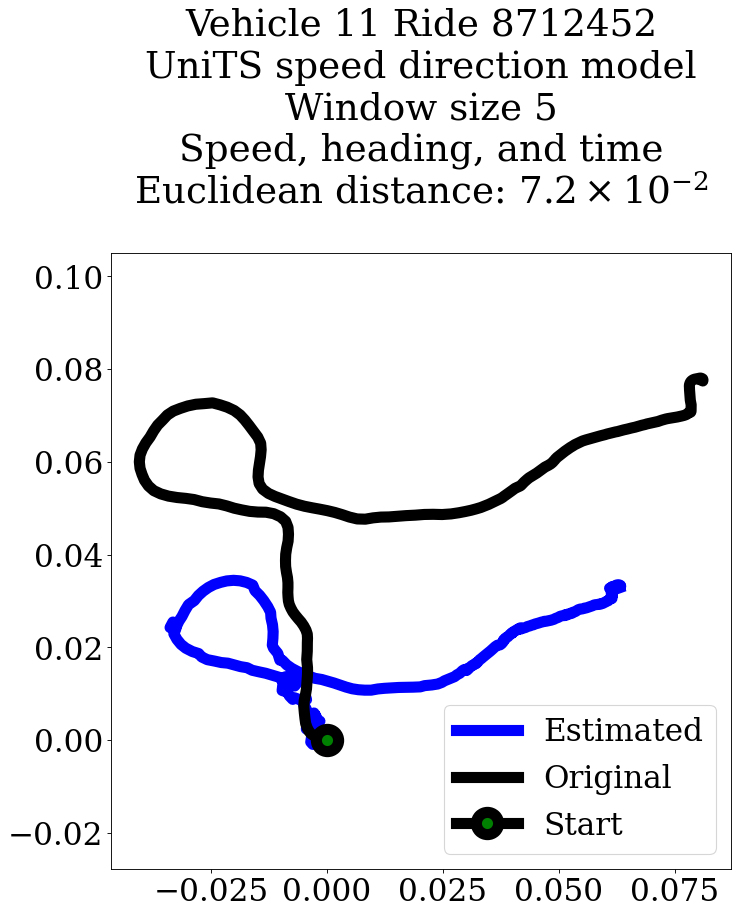 Vehicle 11 Ride 8712452
UniTS speed direction model
Window size 5
Speed, heading, and time
Euclidean distance: $7.2 \times 10^{-2}$
0.10
0.08
0.06
0.04
0.02
0.00
−0.02
Estimated
Original
Start
−0.025 0.000 0.025 0.050 0.075